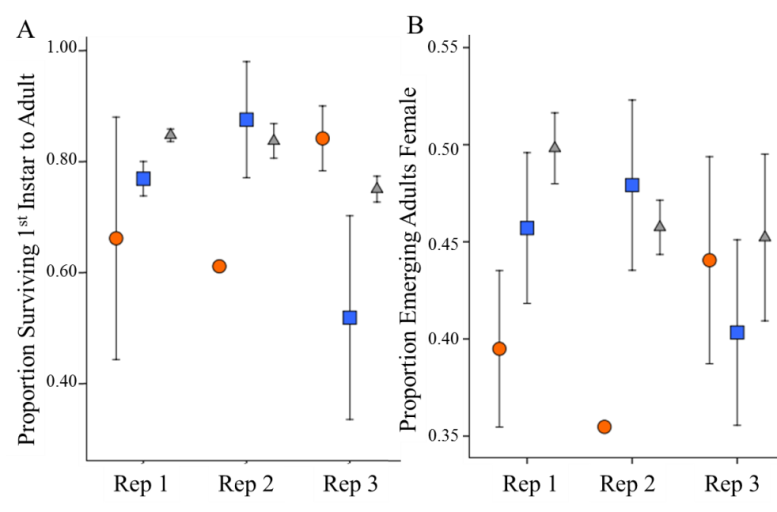 A
Proportion Surviving 1st Instar to Adult
1.00
0.80
0.60
0.40
Rep 1 Rep 2 Rep 3
B
Proportion Emerging Adults Female
0.55
0.50
0.45
0.40
0.35
Rep 1 Rep 2 Rep 3